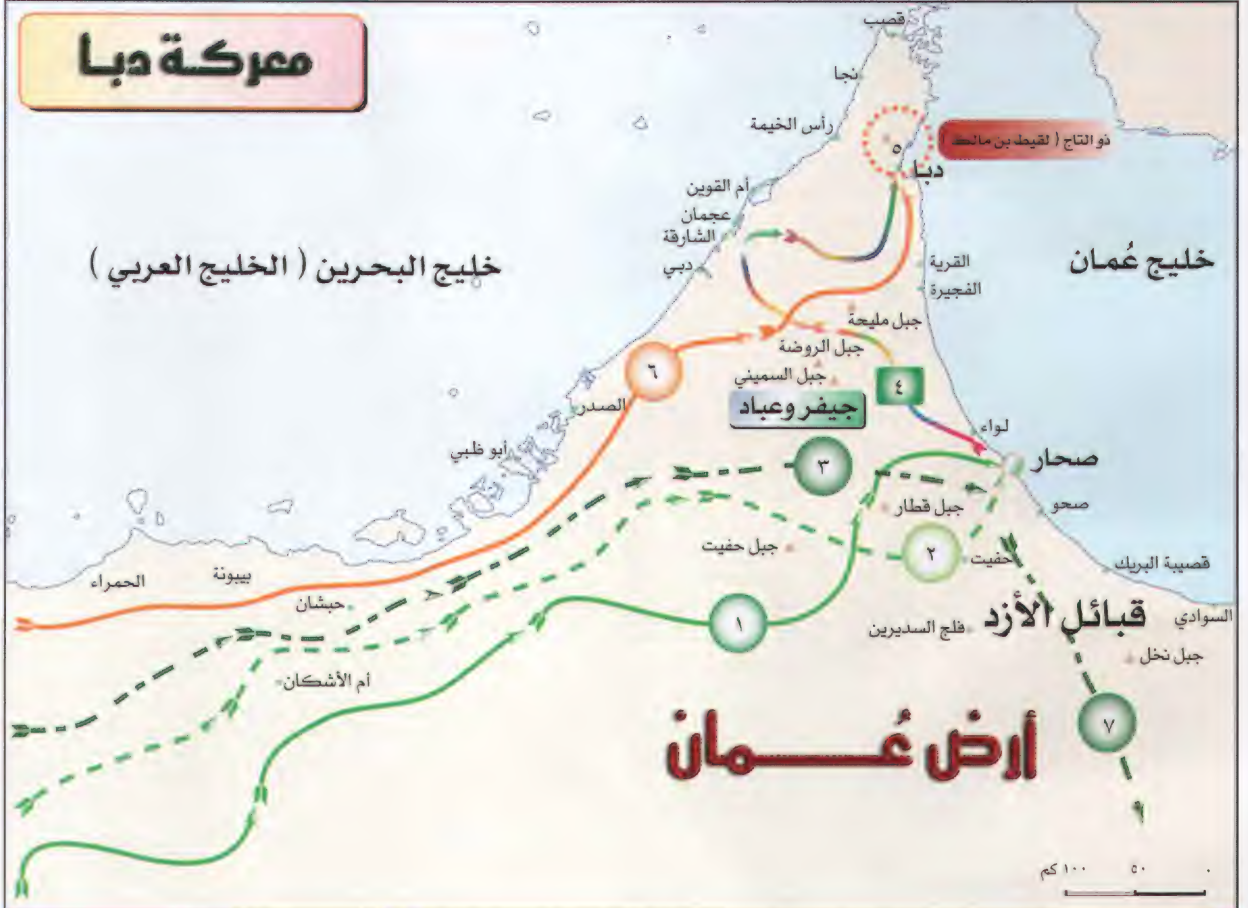 معركة دبا
قصب
نجا
رأس الخيمة
ذو التاج ( لقيط بن مالك )
٥
دبا
أم القوين
عجمان
الشارقة
دبي
خليج البحرين ( الخليج العربي )
خليج عُمان
القرية
الفجيرة
جبل مليحة
جبل الروضة
جبل السميني
٦
٤
جيفر وعباد
الصدر
لواء
أبو ظبي
٣
صحار
جبل قطار
صحو
جبل حفيت
٢
حفيت
قصيبة البريك
الحمراء
بيبونة
حبشان
١
قبائل الأزد
السوادي
فلج السديرين
جبل نخل
أم الأشكان
٧
أرض عُمان
٠ ٥٠ ١٠٠ كم